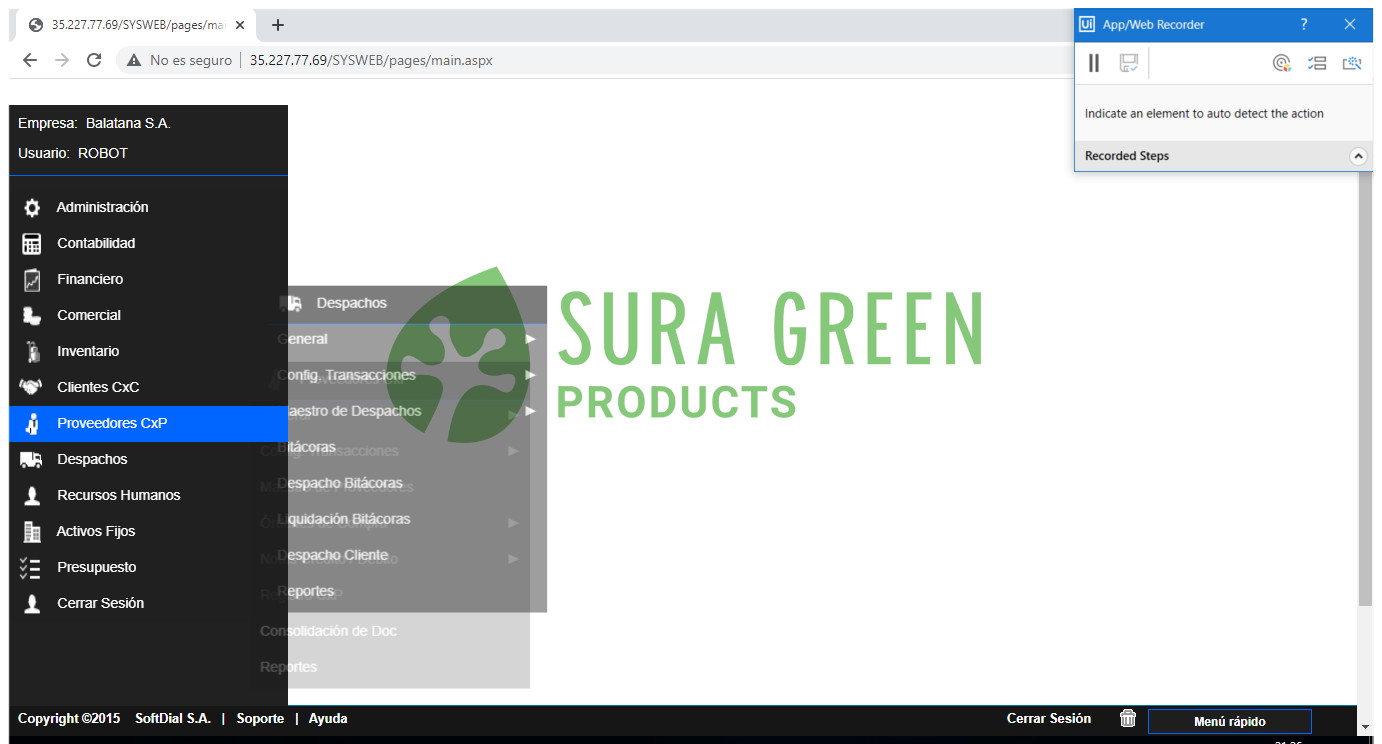 35.227.77.69/SYSWEB/pages/mai
No es seguro 35.227.77.69/SYSWEB/pages/main.aspx
Ui App/Web Recorder ?
Indicate an element to auto detect the action
Recorded Steps
Empresa: Balatana S.A.
Usuario: ROBOT
Administración
Contabilidad
Financiero
Comercial
Inventario
Clientes CxC
Proveedores CxP
Despachos
Recursos Humanos
Activos Fijos
Presupuesto
Cerrar Sesión
Despachos
General
Config. Transacciones
Maestro de Despachos
Bitácoras
Despacho Bitácoras
Liquidación Bitácoras
Despacho Cliente
Reportes
Proveedores CxP
Consolidación de Doc
Reportes
SURA GREEN
PRODUCTS
Copyright ©2015 SoftDial S.A. | Soporte | Ayuda
Cerrar Sesión
Menú rápido